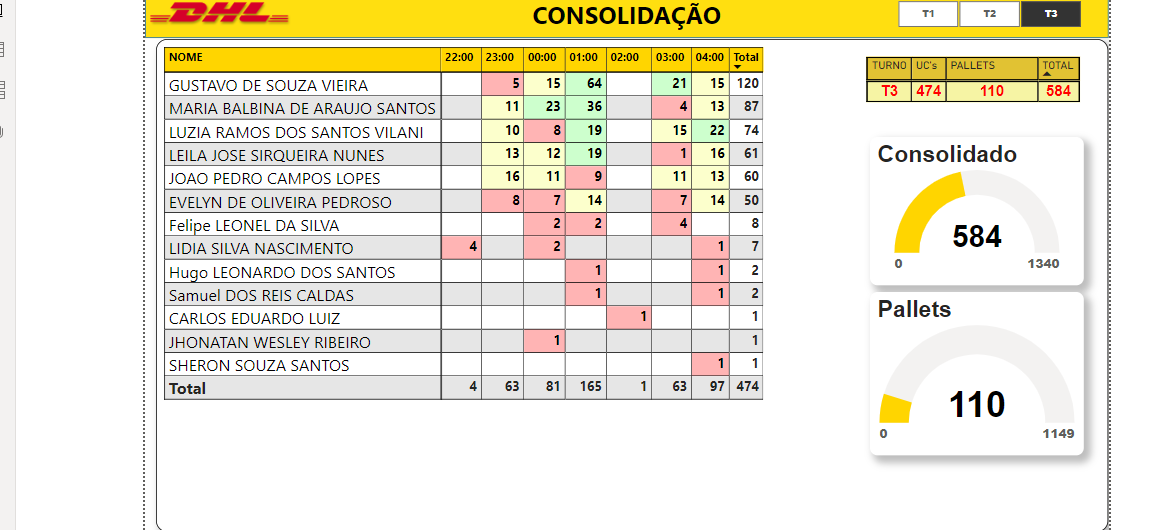 DHL CONSOLIDAÇÃO T1 T2 T3
NOME 22:00 23:00 00:00 01:00 02:00 03:00 04:00 Total
GUSTAVO DE SOUZA VIEIRA 5 15 64 21 15 120
MARIA BALBINA DE ARAUJO SANTOS 11 23 36 4 13 87
LUZIA RAMOS DOS SANTOS VILANI 10 8 19 15 22 74
LEILA JOSE SIRQUEIRA NUNES 13 12 19 1 16 61
JOAO PEDRO CAMPOS LOPES 16 11 9 11 13 60
EVELYN DE OLIVEIRA PEDROSO 8 7 14 7 14 50
Felipe LEONEL DA SILVA 2 2 4 8
LIDIA SILVA NASCIMENTO 4 2 1 7
Hugo LEONARDO DOS SANTOS 1 1 2
Samuel DOS REIS CALDAS 1 1 2
CARLOS EDUARDO LUIZ 1 1
JHONATAN WESLEY RIBEIRO 1 1
SHERON SOUZA SANTOS 1 1
Total 4 63 81 165 1 63 97 474
TURNO UC's PALLETS TOTAL
T3 474 110 584
Consolidado
584
0 1340
Pallets
110
0 1149